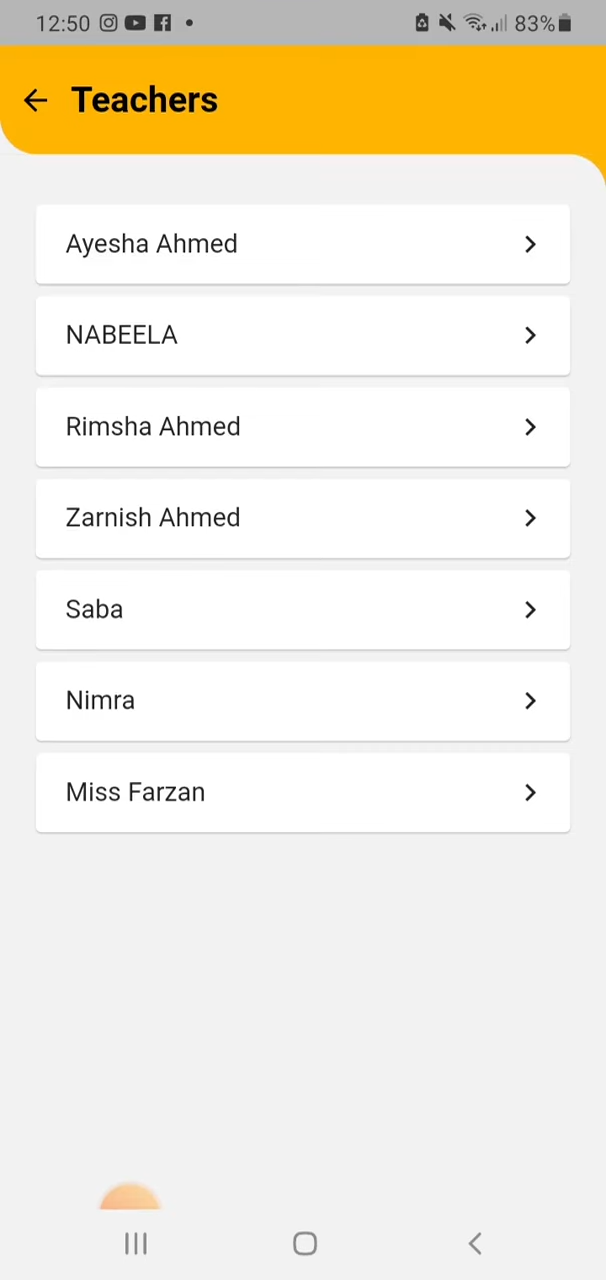 12:50
83%
Teachers
Ayesha Ahmed
NABEELA
Rimsha Ahmed
Zarnish Ahmed
Saba
Nimra
Miss Farzan